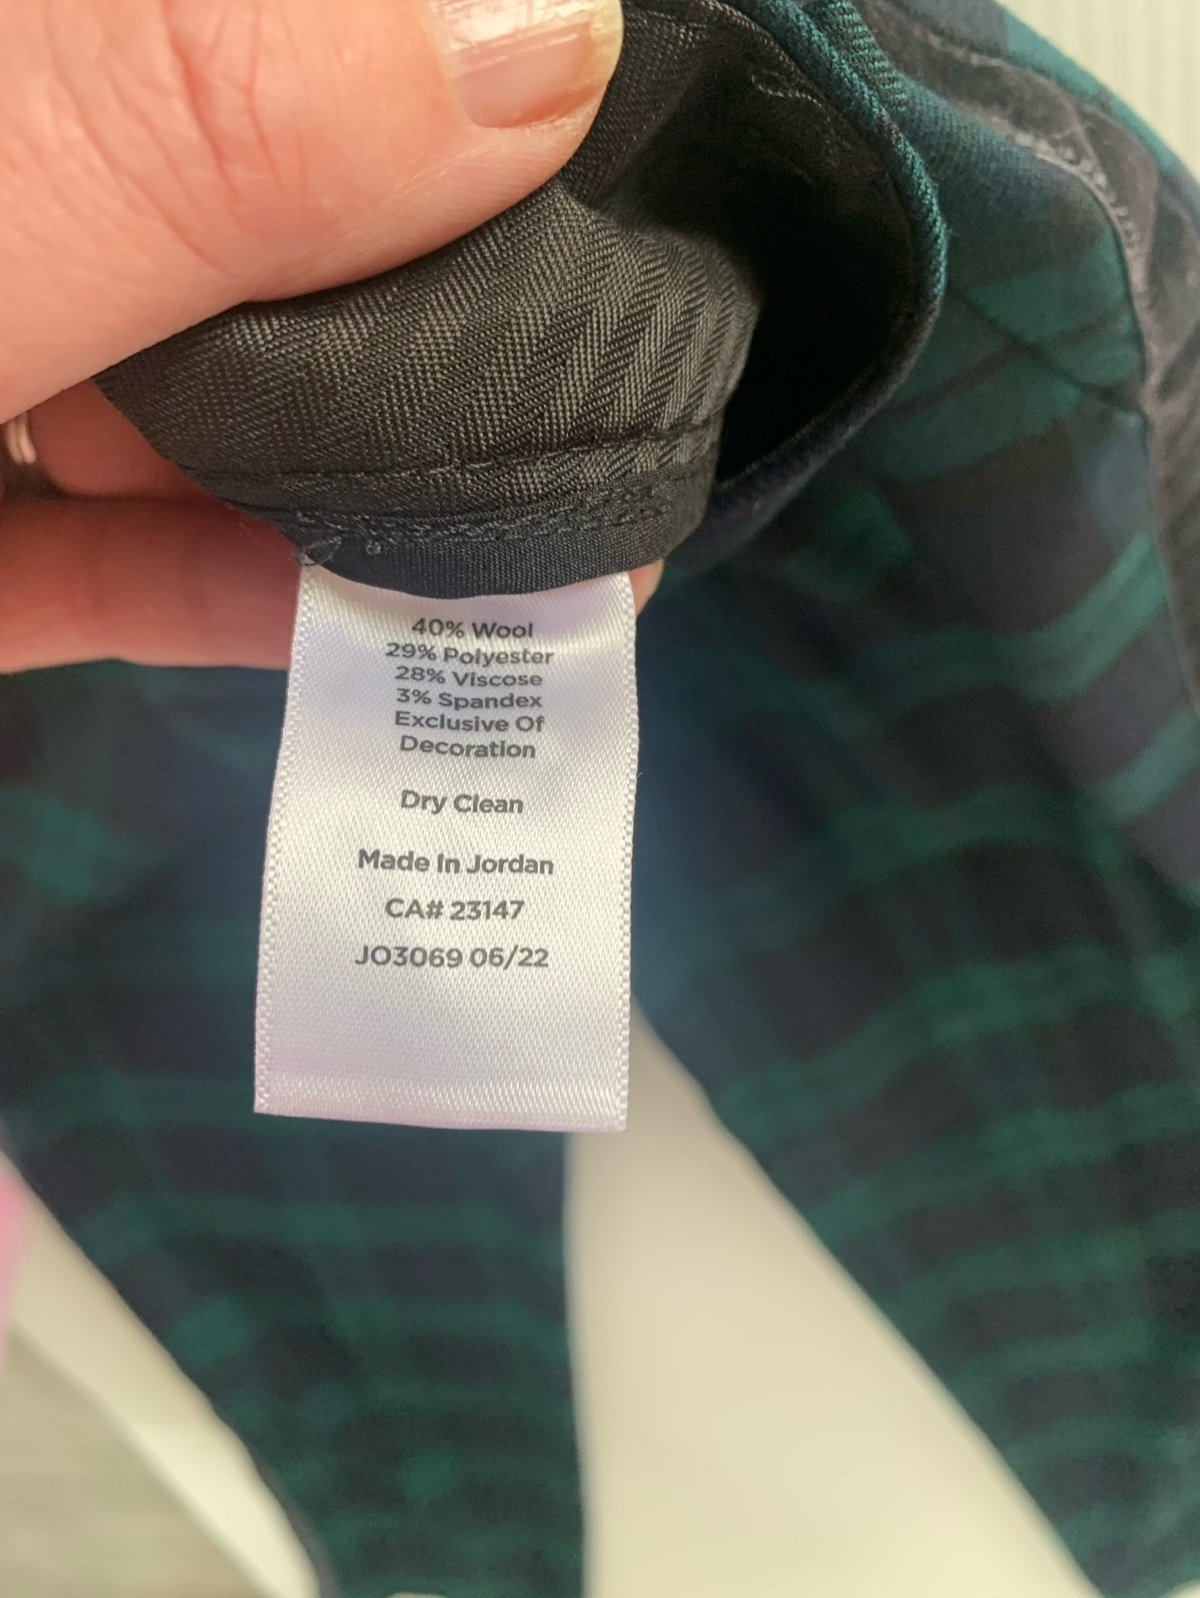 40% Wool
29% Polyester
28% Viscose
3% Spandex
Exclusive Of
Decoration
Dry Clean
Made In Jordan
CA# 23147
JO3069 06/22